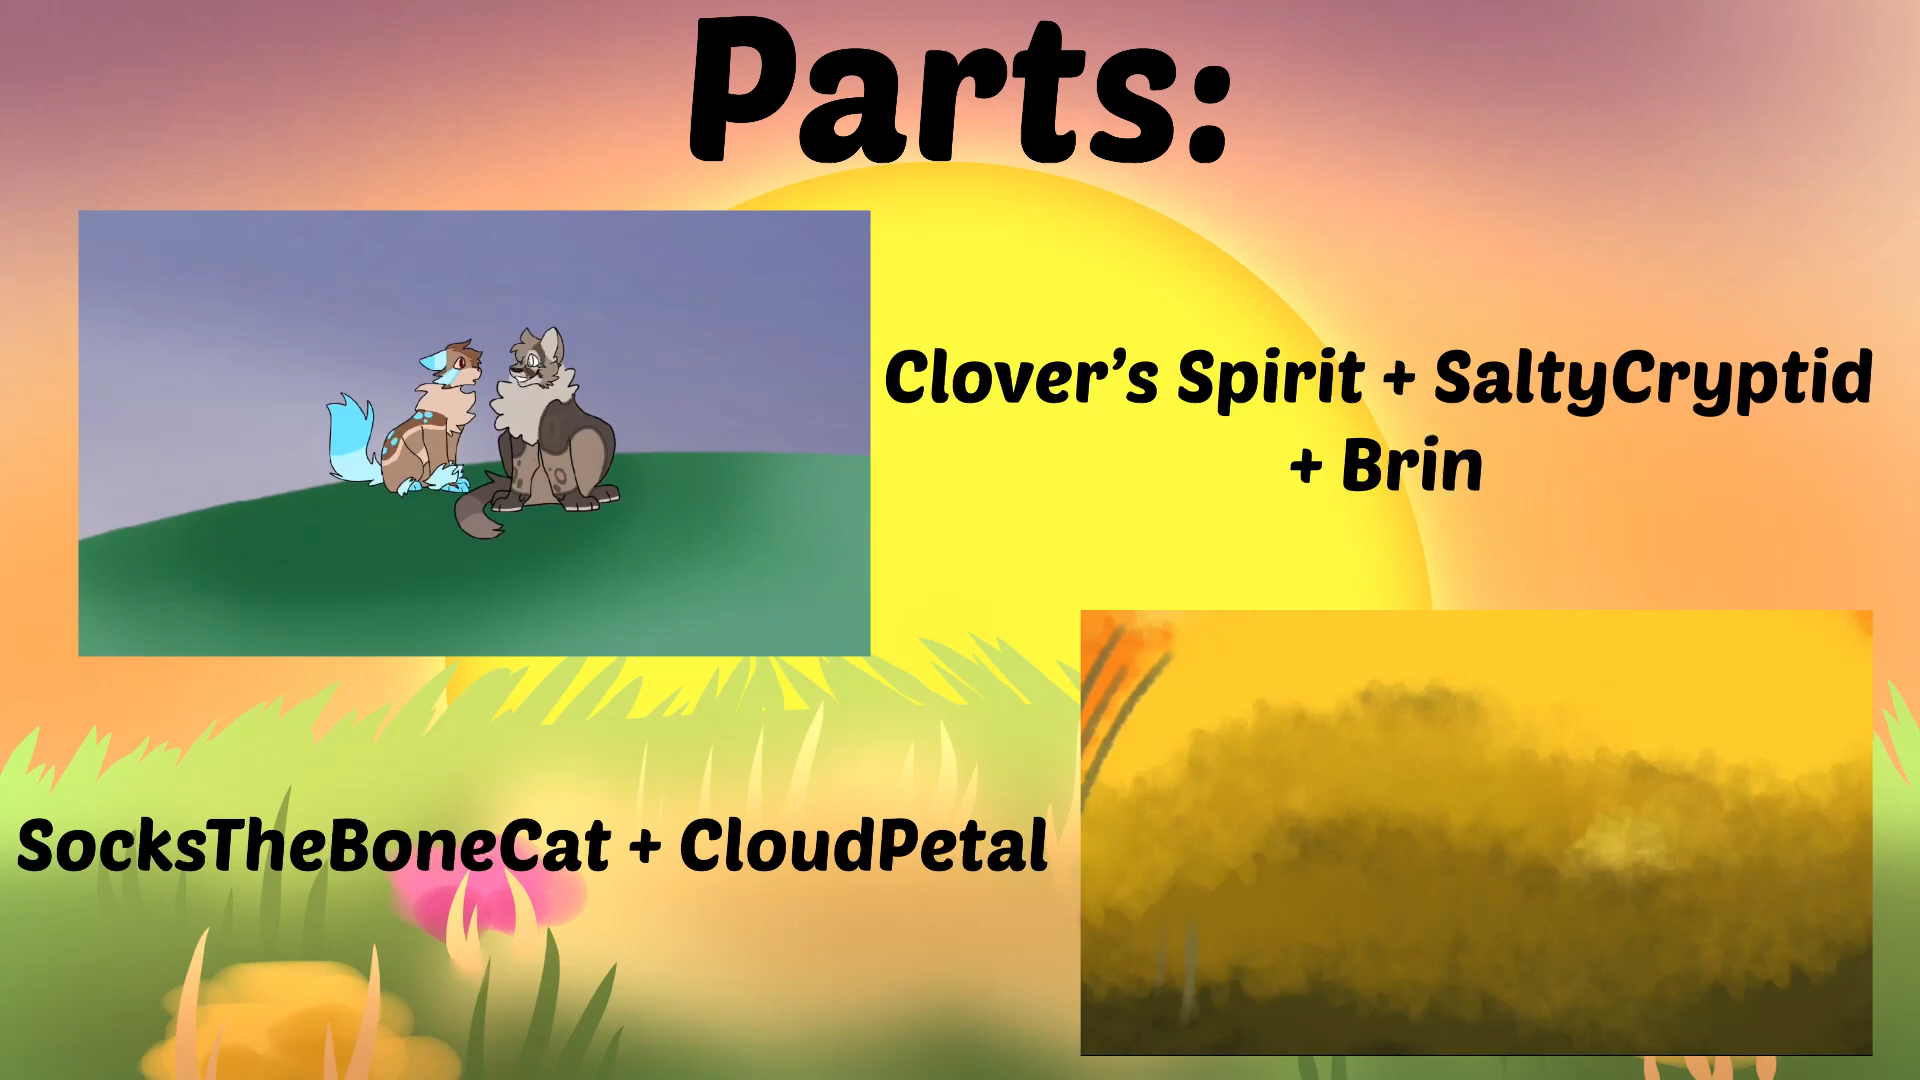 Parts:
Clover’s Spirit + SaltyCryptid
+ Brin
SocksTheBoneCat + CloudPetal